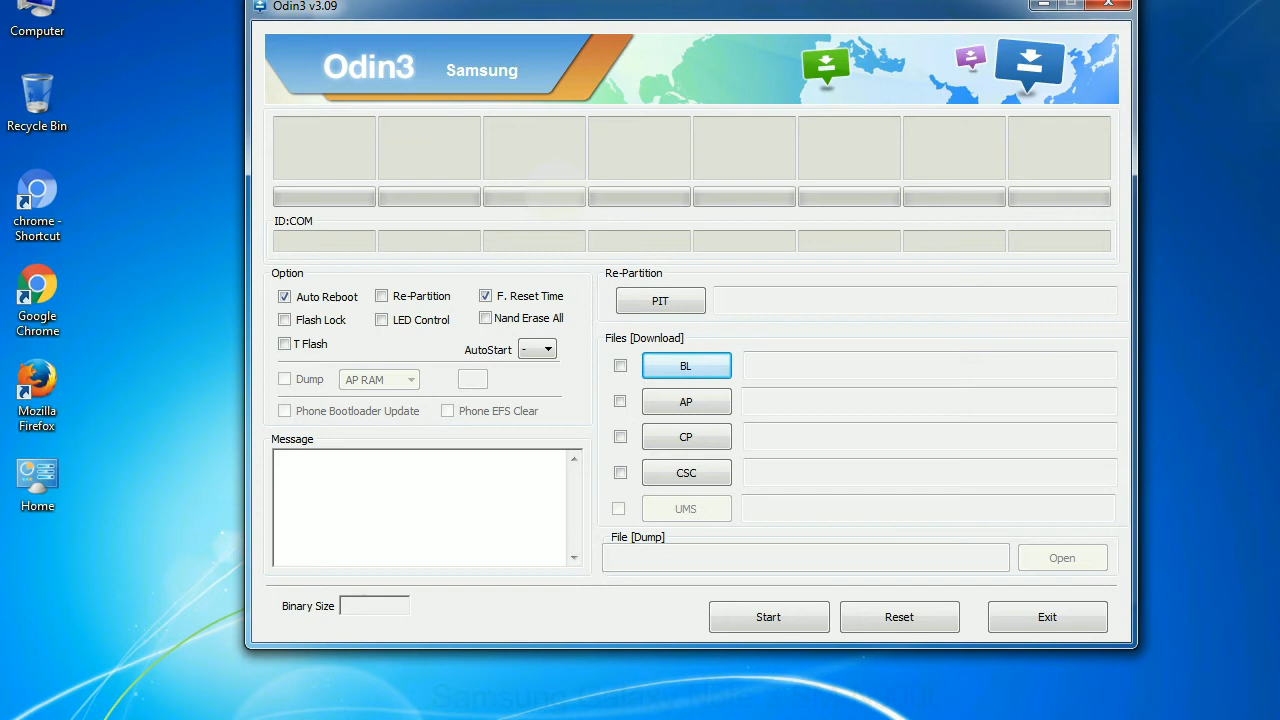 Computer
Recycle Bin
chrome -
Shortcut
Google
Chrome
Mozilla
Firefox
Home
Odin3 v3.09
Odin3 Samsung
ID:COM
Option
Auto Reboot Re-Partition F. Reset Time
Flash Lock LED Control Nand Erase All
T Flash AutoStart -
Dump AP RAM
Phone Bootloader Update Phone EFS Clear
Message
Re-Partition
PIT
Files [Download]
BL
AP
CP
CSC
UMS
File [Dump]
Open
Binary Size
Start Reset Exit
Samsung Galaxy Note